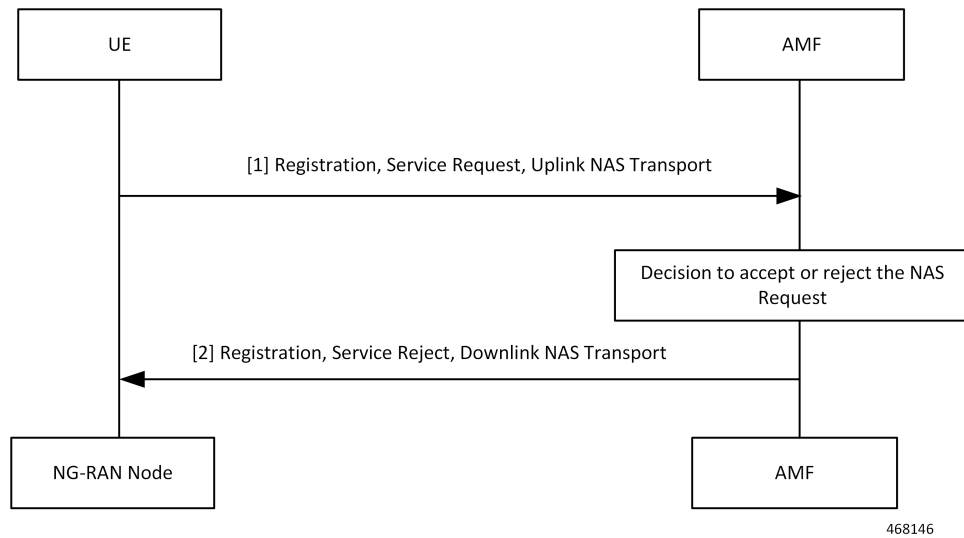 UE
AMF
[1] Registration, Service Request, Uplink NAS Transport
Decision to accept or reject the NAS
Request
[2] Registration, Service Reject, Downlink NAS Transport
NG-RAN Node
AMF
468146